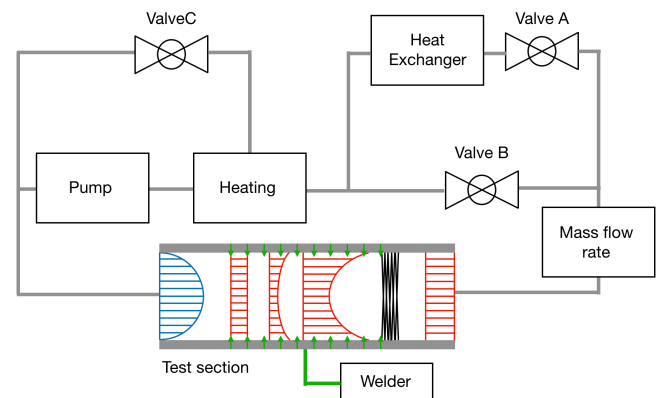 ValveC
Valve A
Heat
Exchanger
Valve B
Pump
Heating
Mass flow
rate
Test section
Welder